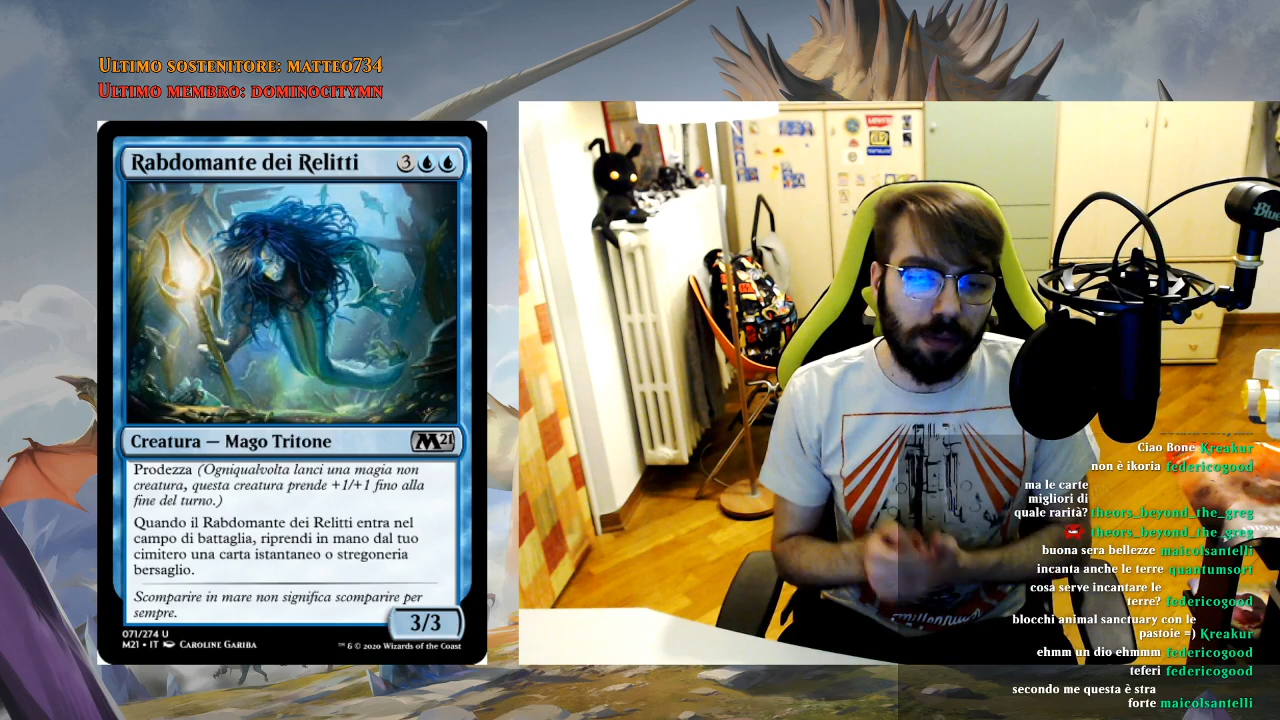 Ultimo sostenitore: matteo734
Ultimo membro: dominocitymn
Rabdomante dei Relitti
3
Creatura — Mago Tritone
M21
Prodezza (Ogniqualvolta lanci una magia non
creatura, questa creatura prende +1/+1 fino alla
fine del turno.)
Quando il Rabdomante dei Relitti entra nel
campo di battaglia, riprendi in mano dal tuo
cimitero una carta istantaneo o stregoneria
bersaglio.
Scomparire in mare non significa scomparire per
sempre.
3/3
071/274 U
M21 • IT Caroline Gariba
™ & © 2020 Wizards of the Coast
LEVI'S
Blue
Ciao Bone Kreakur
non è ikoria federicogood
ma le carte
migliori di
quale rarità? theors_beyond_the_greg
theors_beyond_the_greg
buona sera bellezze maicolsantelli
incanta anche le terre quantumsori
cosa serve incantare le
terre? federicogood
blocchi animal sanctuary con le
pastoie =) Kreakur
ehmm un dio ehmmm federicogood
teferi federicogood
secondo me questa è stra
forte maicolsantelli